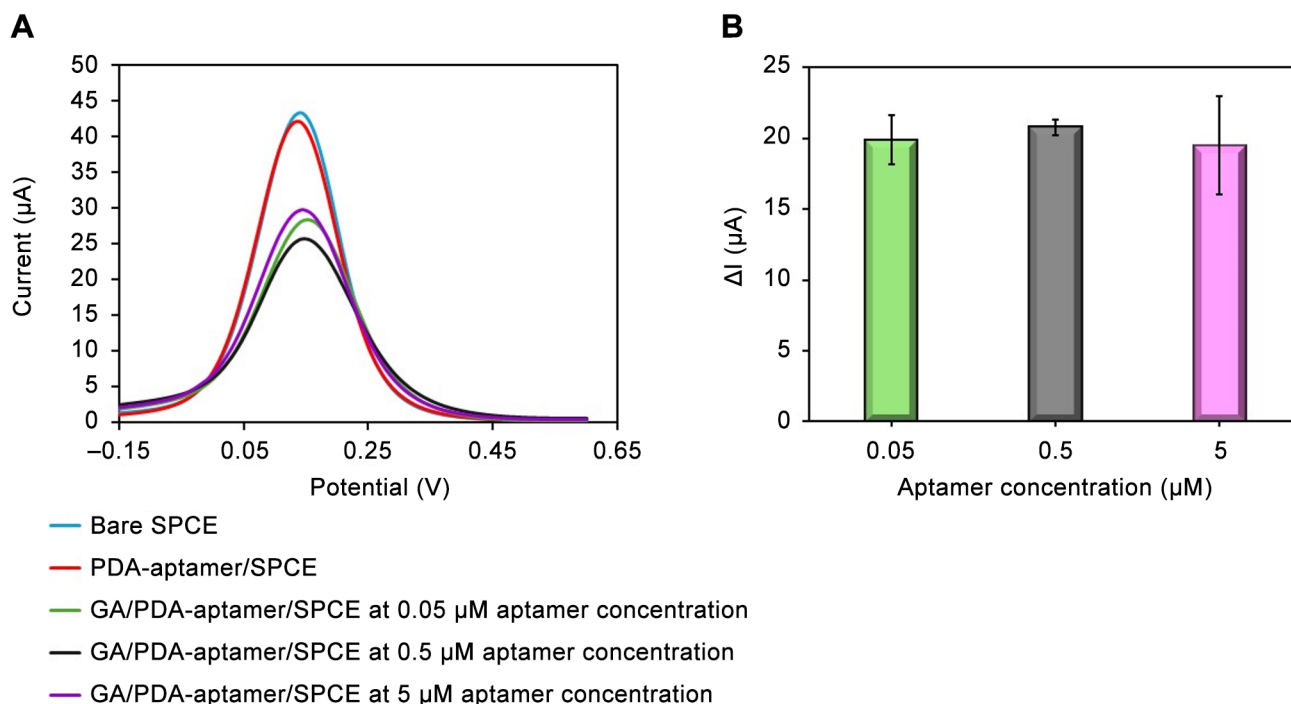 A
50
45
40
35
30
25
20
15
10
5
0
Current (µA)
–0.15 0.05 0.25 0.45 0.65
Potential (V)
Bare SPCE
PDA-aptamer/SPCE
GA/PDA-aptamer/SPCE at 0.05 µM aptamer concentration
GA/PDA-aptamer/SPCE at 0.5 µM aptamer concentration
GA/PDA-aptamer/SPCE at 5 µM aptamer concentration
B
25
20
15
10
5
0
ΔI (µA)
0.05 0.5 5
Aptamer concentration (µM)